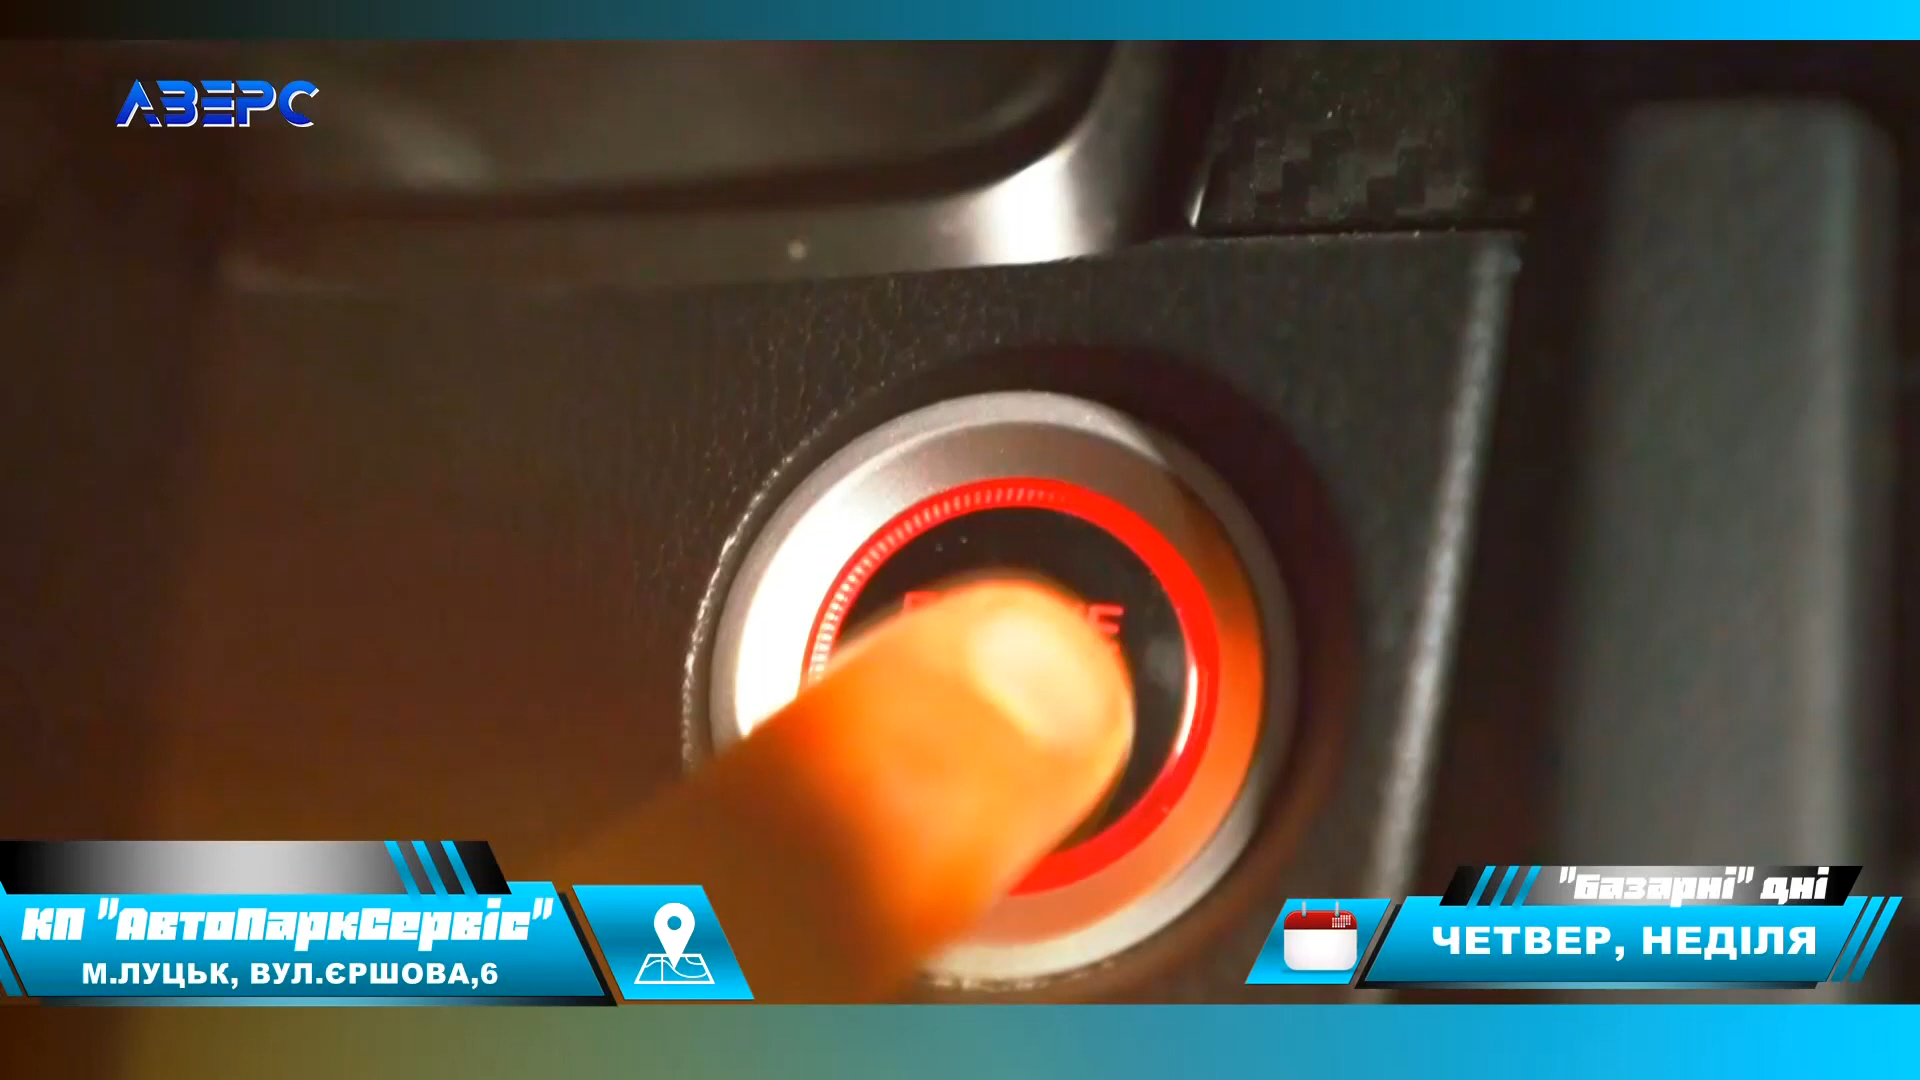 АВЕРС
КП "АвтоПаркСервіс"
М.ЛУЦЬК, ВУЛ.ЄРШОВА,6
"Базарні" дні
ЧЕТВЕР, НЕДІЛЯ